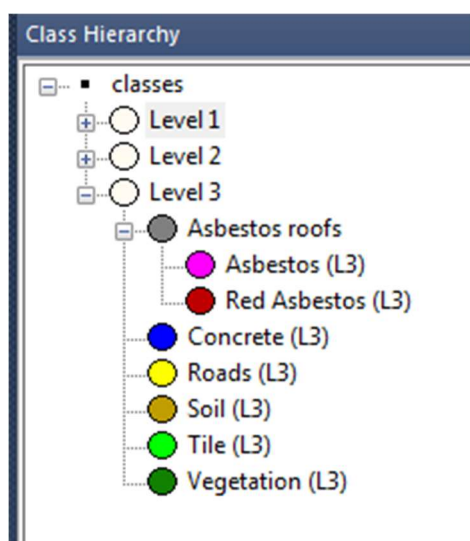 Class Hierarchy
classes
Level 1
Level 2
Level 3
Asbestos roofs
Asbestos (L3)
Red Asbestos (L3)
Concrete (L3)
Roads (L3)
Soil (L3)
Tile (L3)
Vegetation (L3)